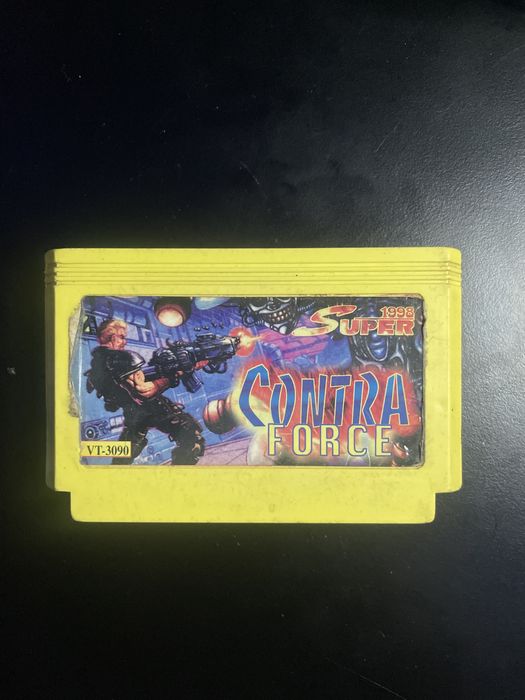 1998
SUPER
CONTRA
FORCE
VT-3090